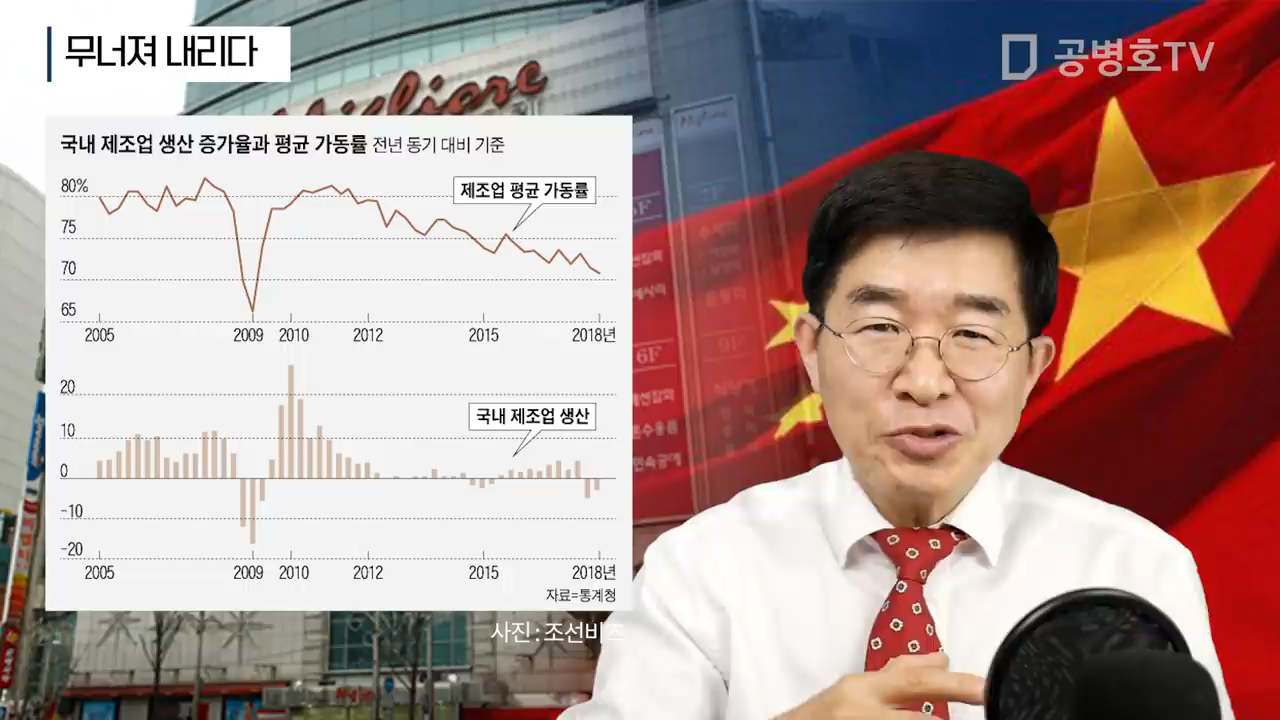 무너져 내리다
공병호TV
Migliore
국내 제조업 생산 증가율과 평균 가동률 전년 동기 대비 기준
80%
제조업 평균 가동률
75
70
65
2005 2009 2010 2012 2015 2018년
20
국내 제조업 생산
10
0
-10
-20
2005 2009 2010 2012 2015 2018년
자료=통계청
사진 : 조선비즈
6F
9F